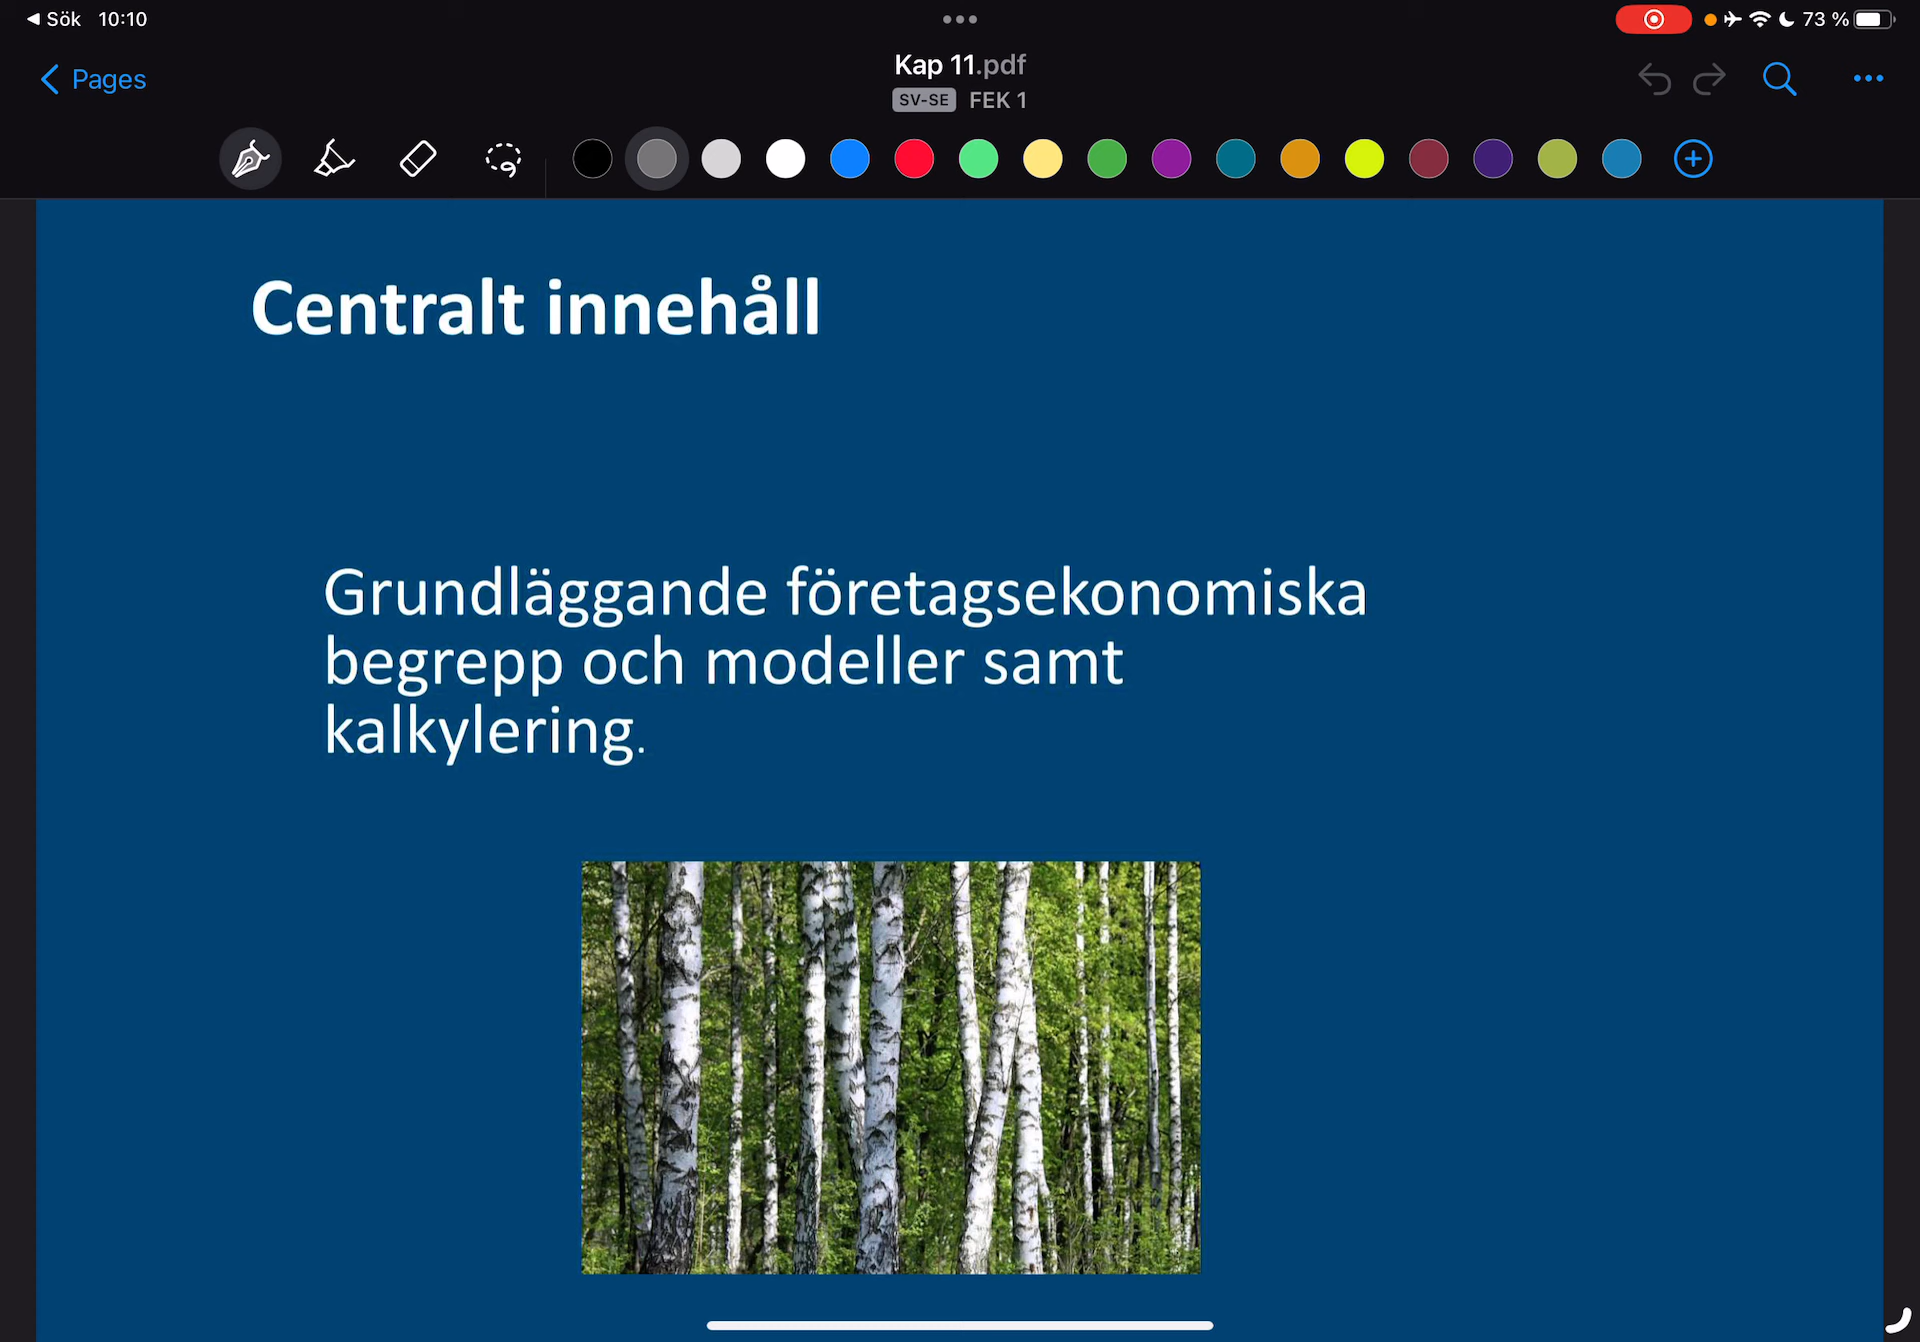 Sök 10:10
73 %
Pages
Kap 11.pdf
SV-SE FEK 1
Centralt innehåll
Grundläggande företagsekonomiska
begrepp och modeller samt
kalkylering.